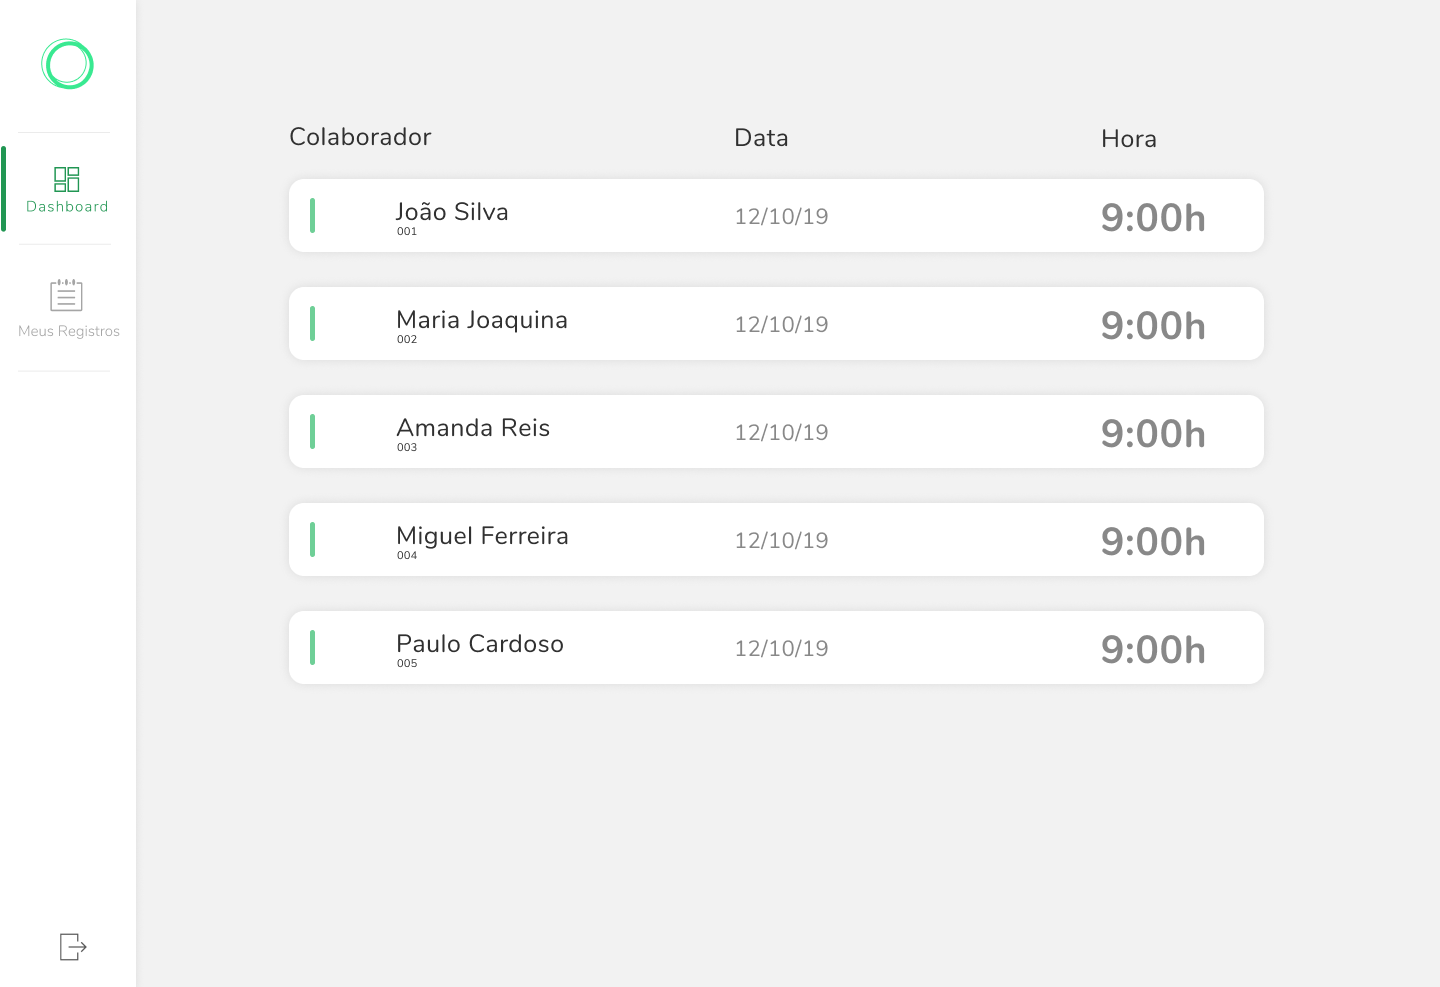 Colaborador Data Hora
Dashboard
Meus Registros
João Silva
001
12/10/19
9:00h
Maria Joaquina
002
12/10/19
9:00h
Amanda Reis
003
12/10/19
9:00h
Miguel Ferreira
004
12/10/19
9:00h
Paulo Cardoso
005
12/10/19
9:00h